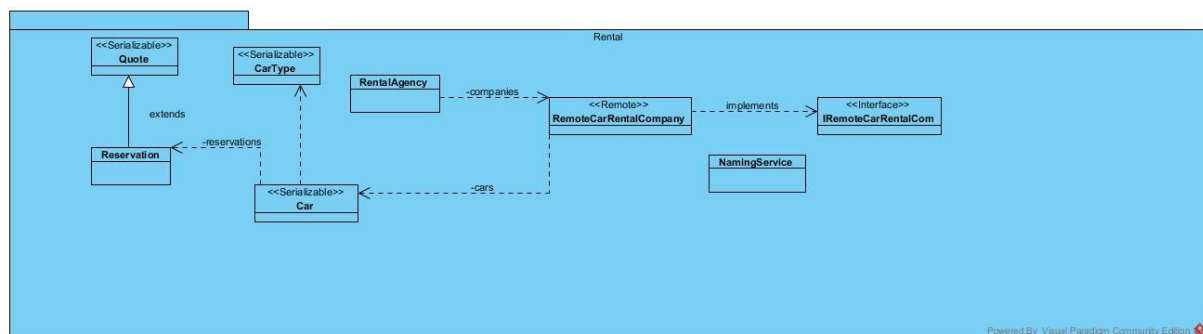 Rental
<<Serializable>>
Quote
<<Serializable>>
CarType
RentalAgency
-companies
<<Remote>>
RemoteCarRentalCompany
implements
<<Interface>>
IRemoteCarRentalCom
extends
Reservation
-reservations
NamingService
<<Serializable>>
Car
-cars
Powered By Visual Paradigm Community Edition